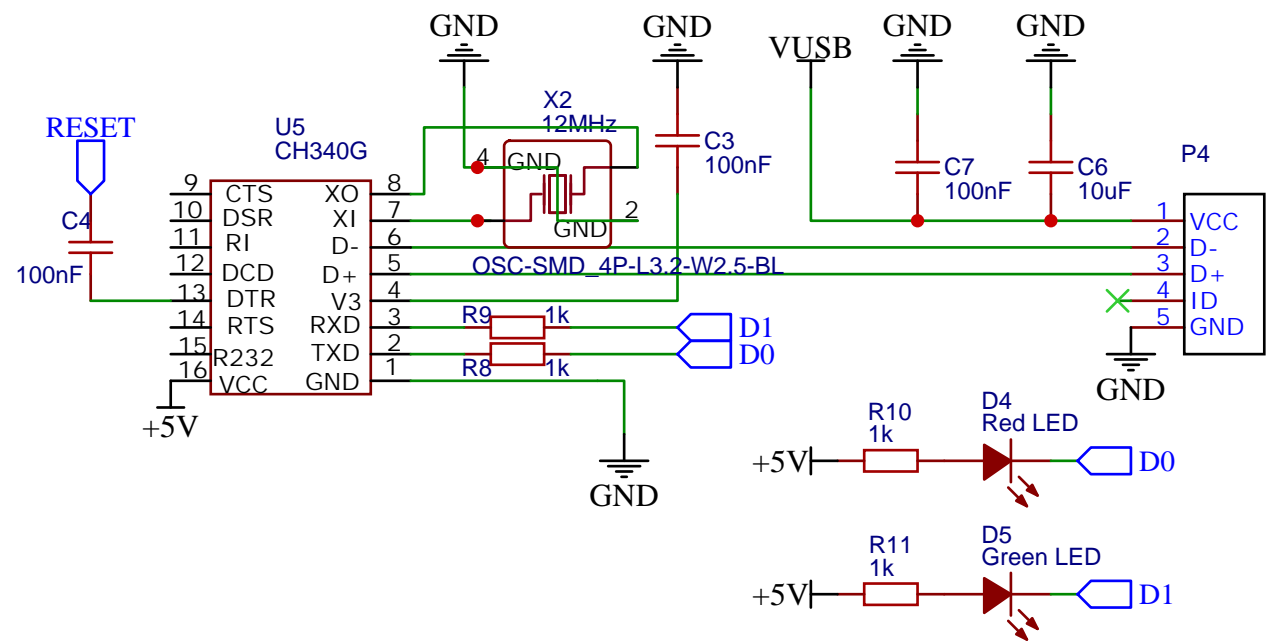 GND
GND
VUSB
GND
GND
RESET
U5
CH340G
X2
12MHz
C3
100nF
C7
100nF
C6
10uF
P4
4
GND
2
GND
OSC-SMD_4P-L3.2-W2.5-BL
C4
100nF
9
CTS
XO
8
10
DSR
XI
7
11
RI
D-
6
12
DCD
D+
5
13
DTR
V3
4
14
RTS
RXD
3
15
R232
TXD
2
16
VCC
GND
1
+5V
R9
1k
D1
R8
1k
D0
GND
1
VCC
2
D-
3
D+
4
ID
5
GND
GND
R10
1k
D4
Red LED
+5V
D0
R11
1k
D5
Green LED
+5V
D1